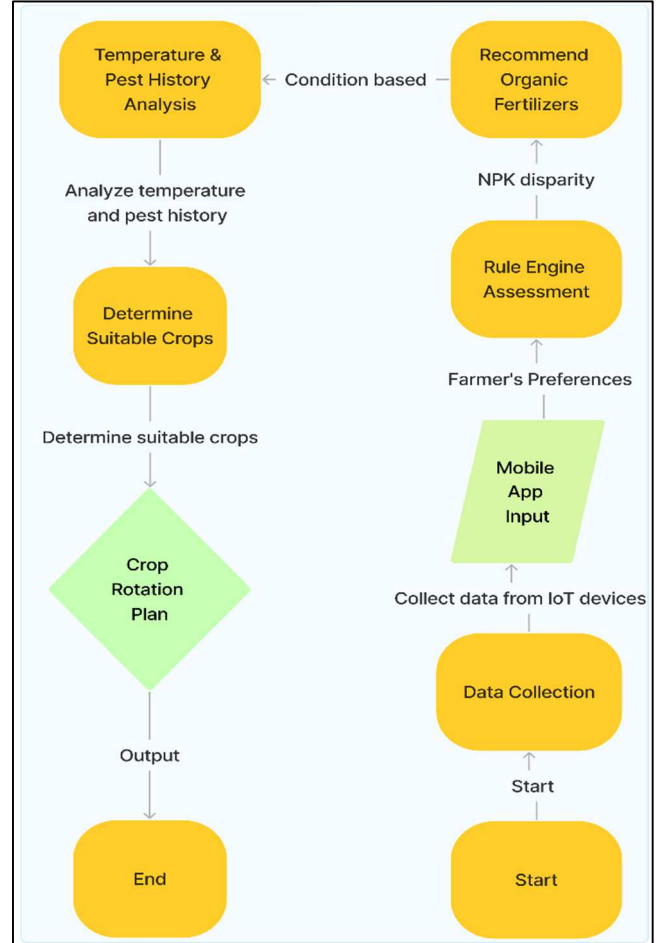 Temperature &
Pest History
Analysis
Condition based
Recommend
Organic
Fertilizers
Analyze temperature
and pest history
NPK disparity
Determine
Suitable Crops
Rule Engine
Assessment
Farmer's Preferences
Determine suitable crops
Mobile
App
Input
Crop
Rotation
Plan
Collect data from IoT devices
Data Collection
Output
Start
End
Start